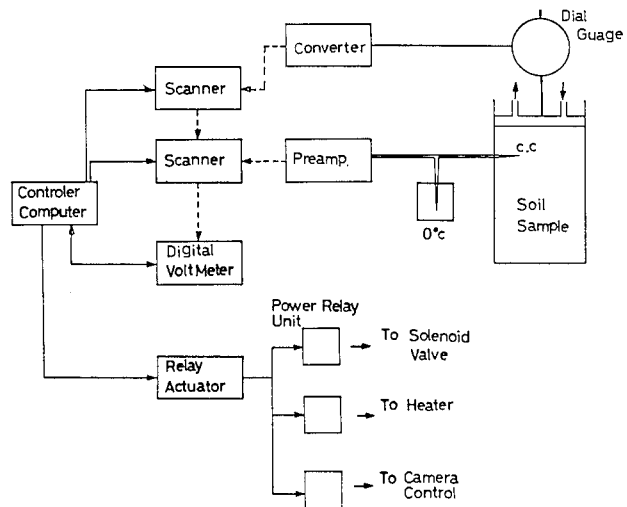 Dial
Guage
Converter
Scanner
Scanner
Preamp.
c.c
0°c
Soil
Sample
Controler
Computer
Digital
Volt Meter
Power Relay
Unit
To Solenoid
Valve
Relay
Actuator
To Heater
To Camera
Control